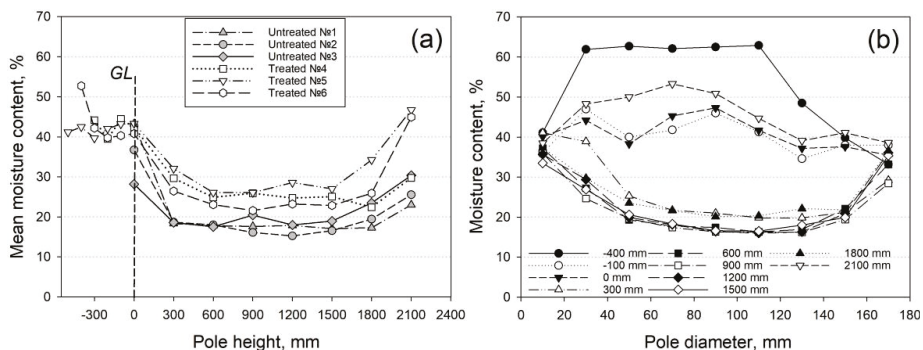 70
60
50
40
30
20
10
0
Mean moisture content, %
GL
Untreated №1
Untreated №2
Untreated №3
Treated №4
Treated №5
Treated №6
(a)
-300 0 300 600 900 1200 1500 1800 2100 2400
Pole height, mm
70
60
50
40
30
20
10
0
Moisture content, %
(b)
-400 mm 600 mm 1800 mm
-100 mm 900 mm 2100 mm
0 mm 1200 mm
300 mm 1500 mm
0 20 40 60 80 100 120 140 160 180
Pole diameter, mm